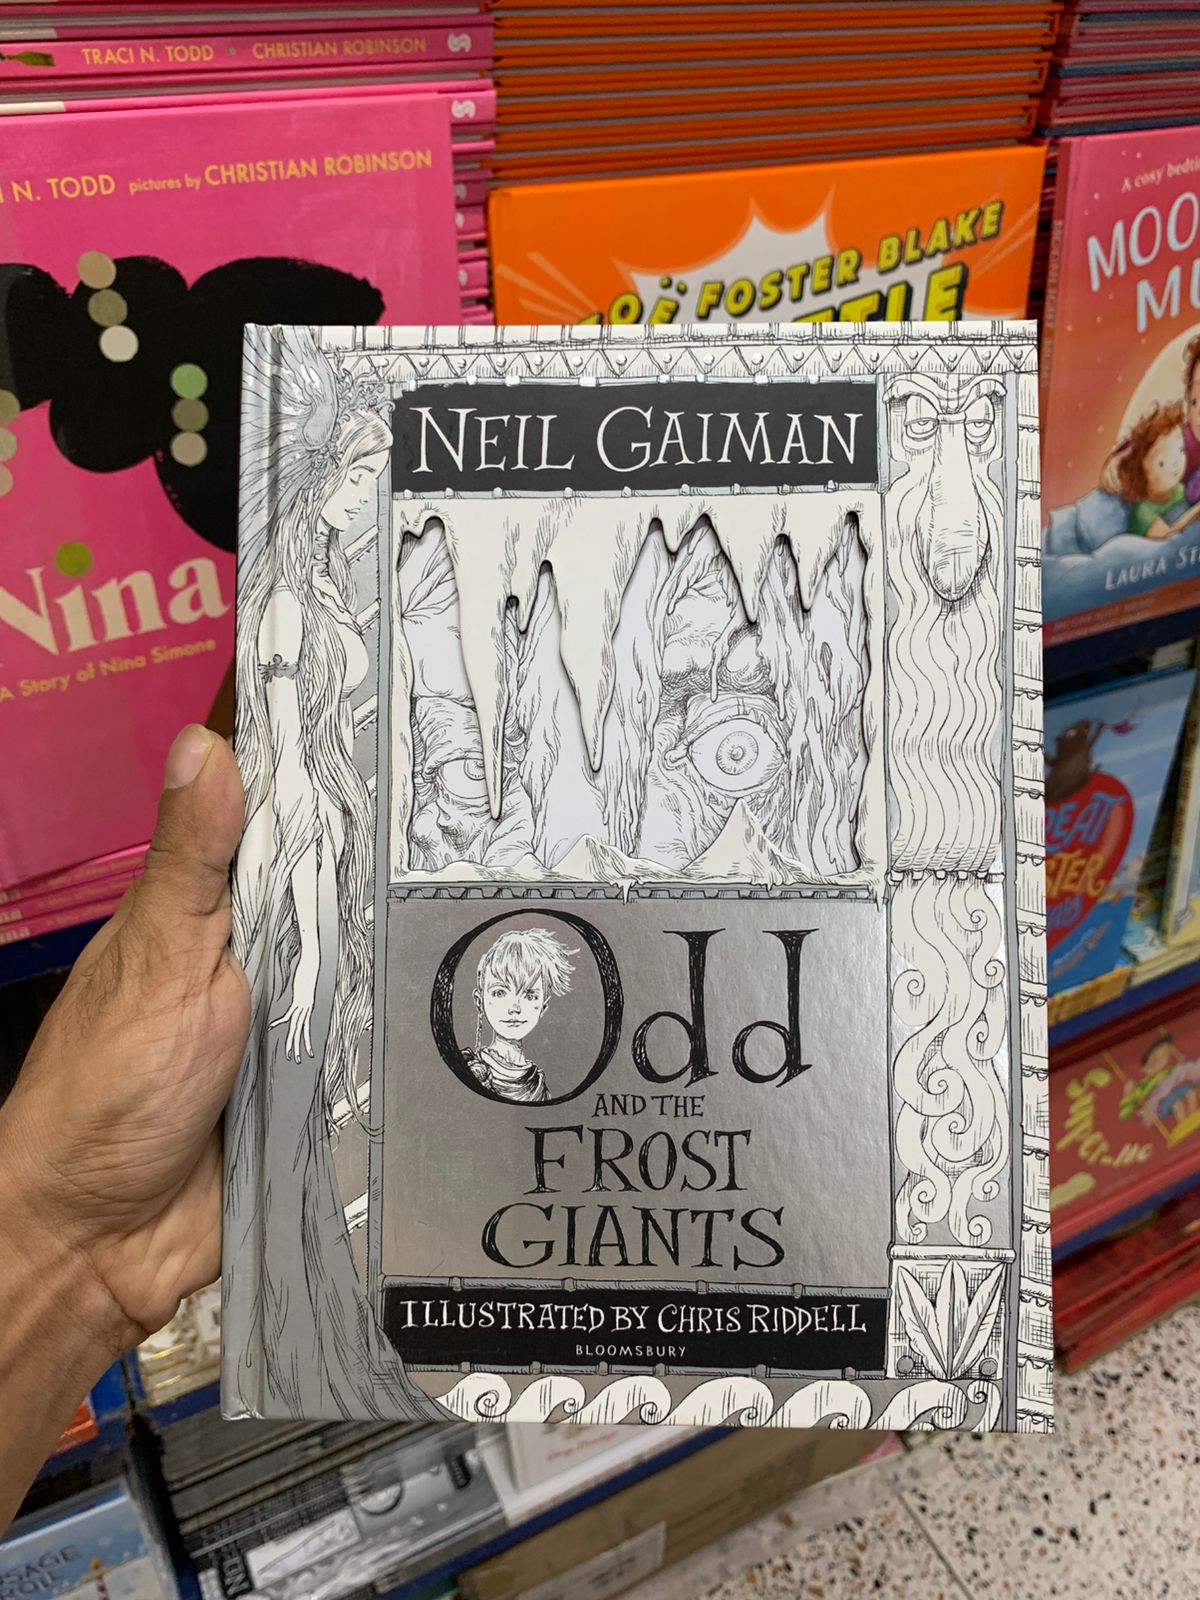 TRACI N. TODD • CHRISTIAN ROBINSON
N. TODD pictures by CHRISTIAN ROBINSON
Nina
A Story of Nina Simone
ZOË FOSTER BLAKE
A cosy
MOO
LAURA
NEIL GAIMAN
Odd
AND THE
FROST
GIANTS
ILLUSTRATED BY CHRIS RIDDELL
BLOOMSBURY